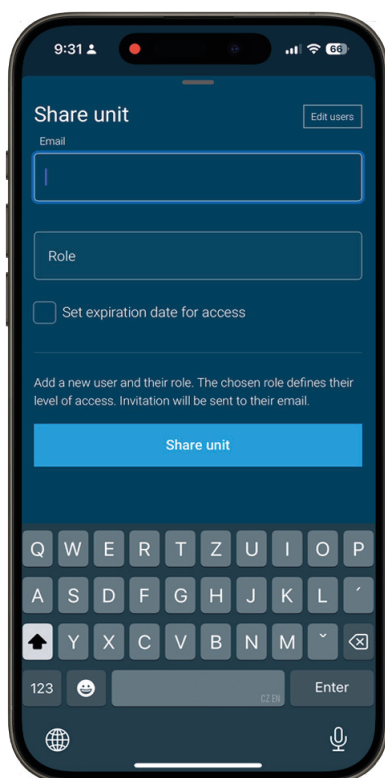 9:31
66
Share unit
Edit users
Email
Role
Set expiration date for access
Add a new user and their role. The chosen role defines their
level of access. Invitation will be sent to their email.
Share unit
Q W E R T Z U I O P
A S D F G H J K L ´
Y X C V B N M ˇ
123
CZ EN
Enter